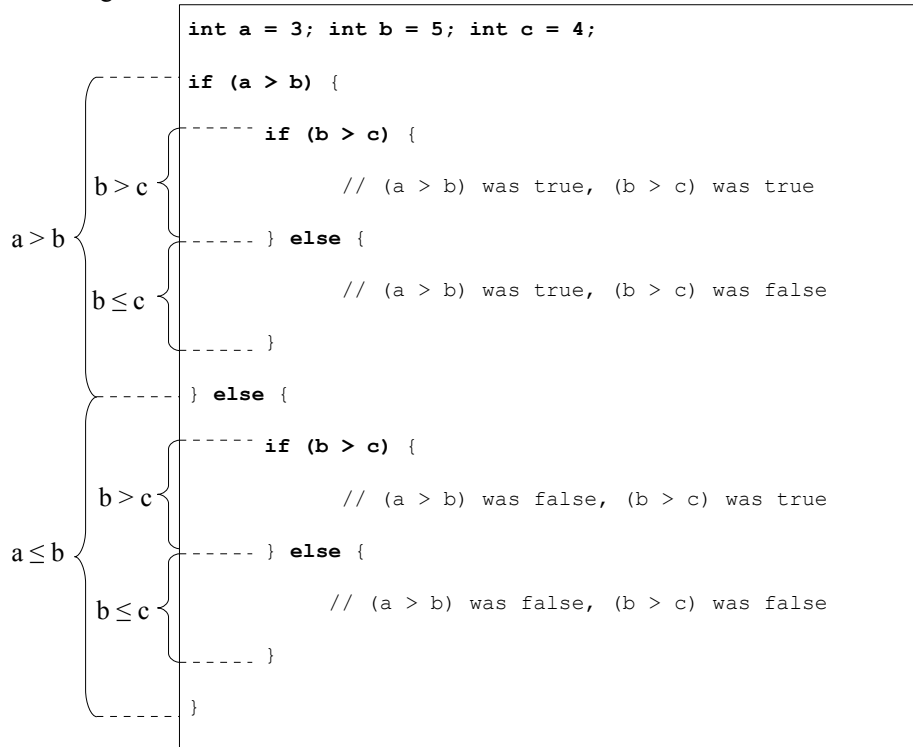 int a = 3; int b = 5; int c = 4;
if (a > b) {
if (b > c) {
b > c // (a > b) was true, (b > c) was true
a > b } else {
b ≤ c // (a > b) was true, (b > c) was false
}
} else {
if (b > c) {
b > c // (a > b) was false, (b > c) was true
a ≤ b } else {
b ≤ c // (a > b) was false, (b > c) was false
}
}